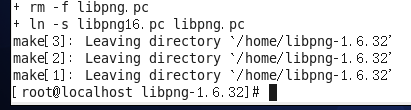 + rm -f libpng.pc
+ ln -s libpng16.pc libpng.pc
make[3]: Leaving directory `/home/libpng-1.6.32’
make[2]: Leaving directory `/home/libpng-1.6.32’
make[1]: Leaving directory `/home/libpng-1.6.32’
[root@localhost libpng-1.6.32]#